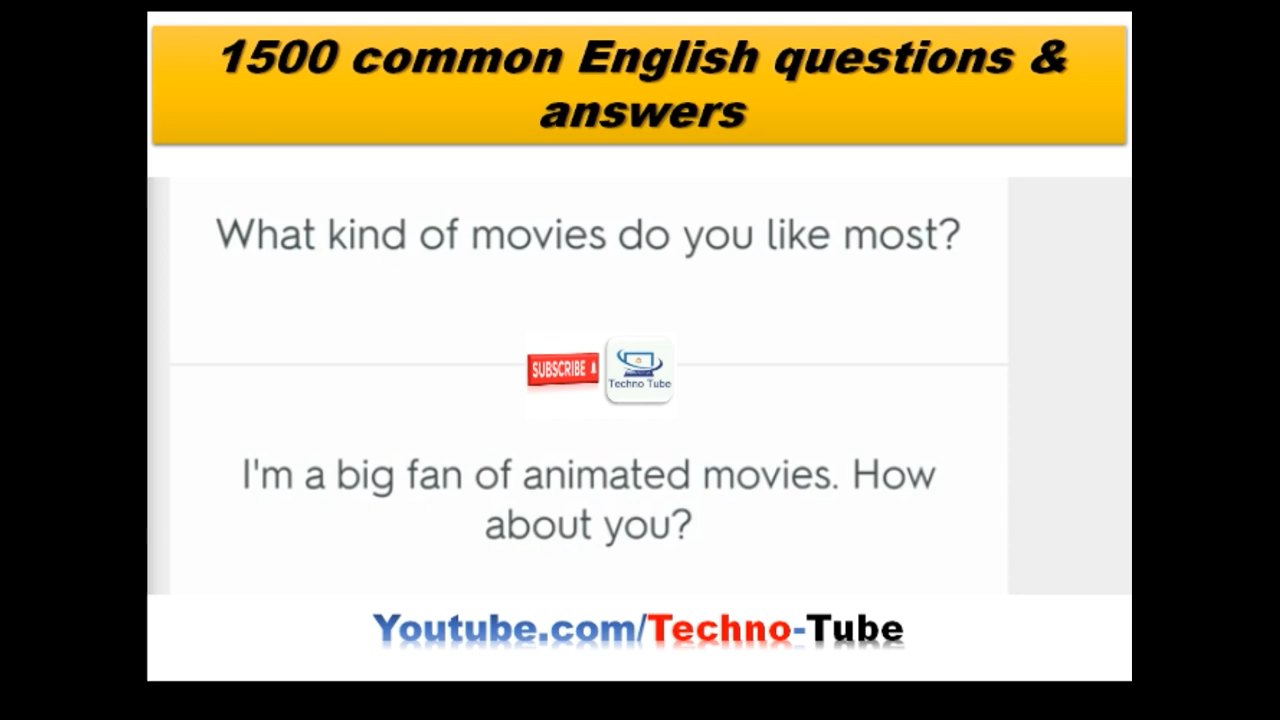 1500 common English questions &
answers
What kind of movies do you like most?
SUBSCRIBE
Techno Tube
I'm a big fan of animated movies. How
about you?
Youtube.com/Techno-Tube